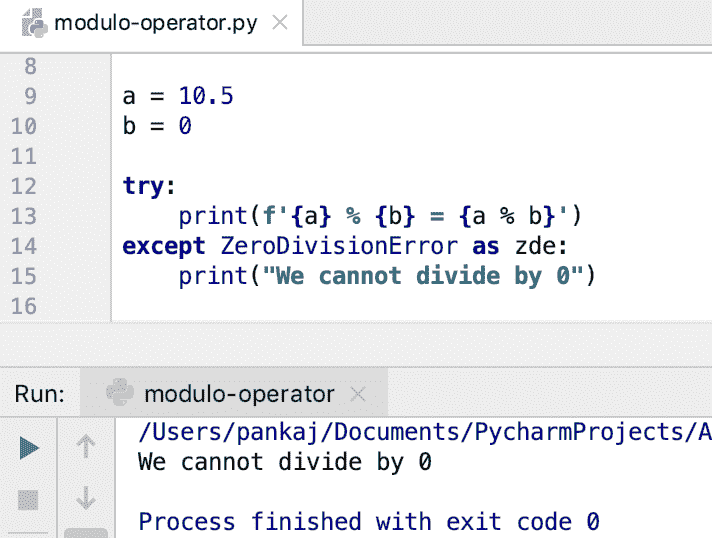 modulo-operator.py
8
9 a = 10.5
10 b = 0
11
12 try:
13     print(f'{a} % {b} = {a % b}')
14 except ZeroDivisionError as zde:
15     print("We cannot divide by 0")
16
Run: modulo-operator
/Users/pankaj/Documents/PycharmProjects/A
We cannot divide by 0
Process finished with exit code 0